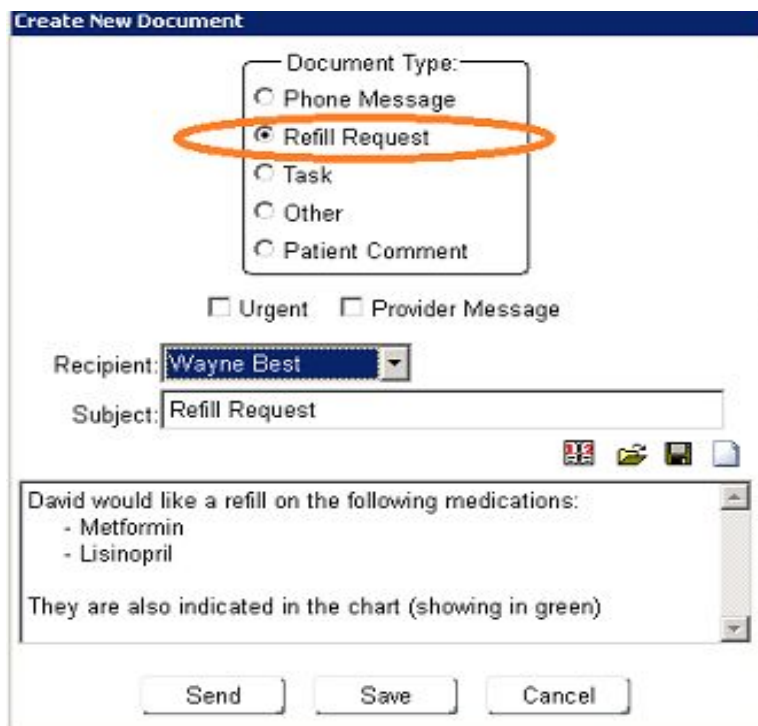 Create New Document
Document Type:
Phone Message
Refill Request
Task
Other
Patient Comment
Urgent Provider Message
Recipient: Wayne Best
Subject: Refill Request
David would like a refill on the following medications:
- Metformin
- Lisinopril
They are also indicated in the chart (showing in green)
Send Save Cancel